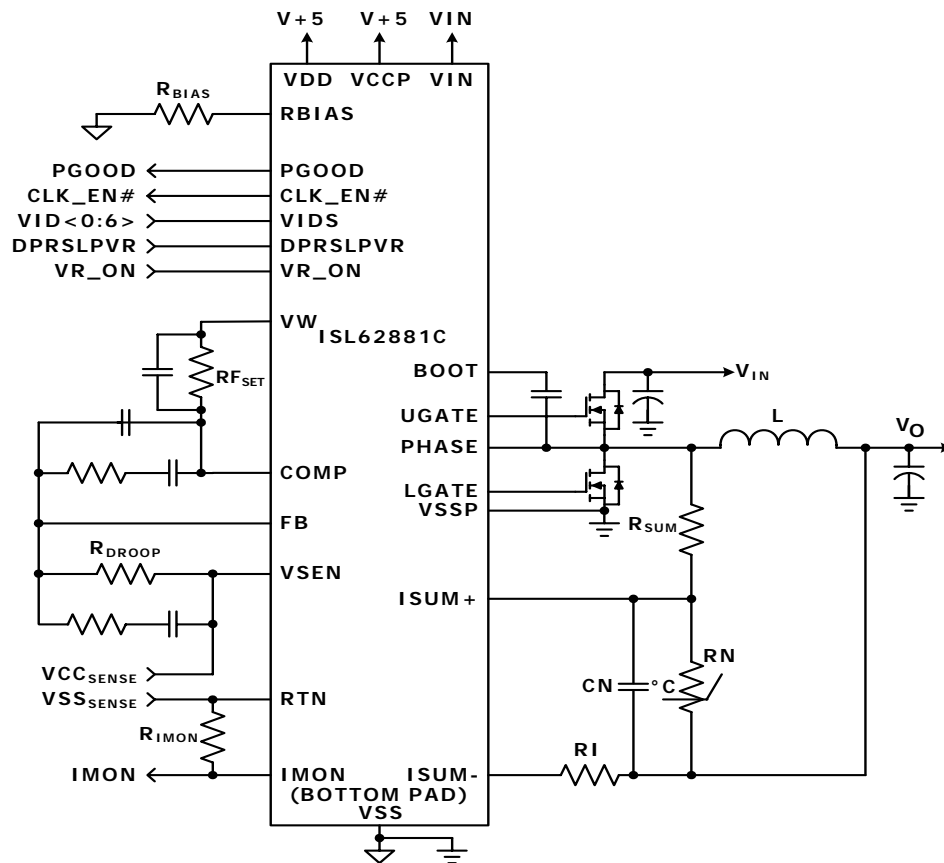 V+5 V+5 VIN
VDD VCCP VIN
RBIAS
RBIAS
PGOOD PGOOD
CLK_EN# CLK_EN#
VID<0:6> VIDS
DPRSLPVR DPRSLPVR
VR_ON VR_ON
VW
ISL62881C
RFSET
BOOT
VIN
UGATE
L
VO
PHASE
COMP
LGATE
VSSP
RSUM
FB
RDROOP
VSEN
ISUM+
RN
VCCSENSE
CN
°C
VSSSENSE RTN
RIMON
RI
IMON IMON ISUM-
(BOTTOM PAD)
VSS